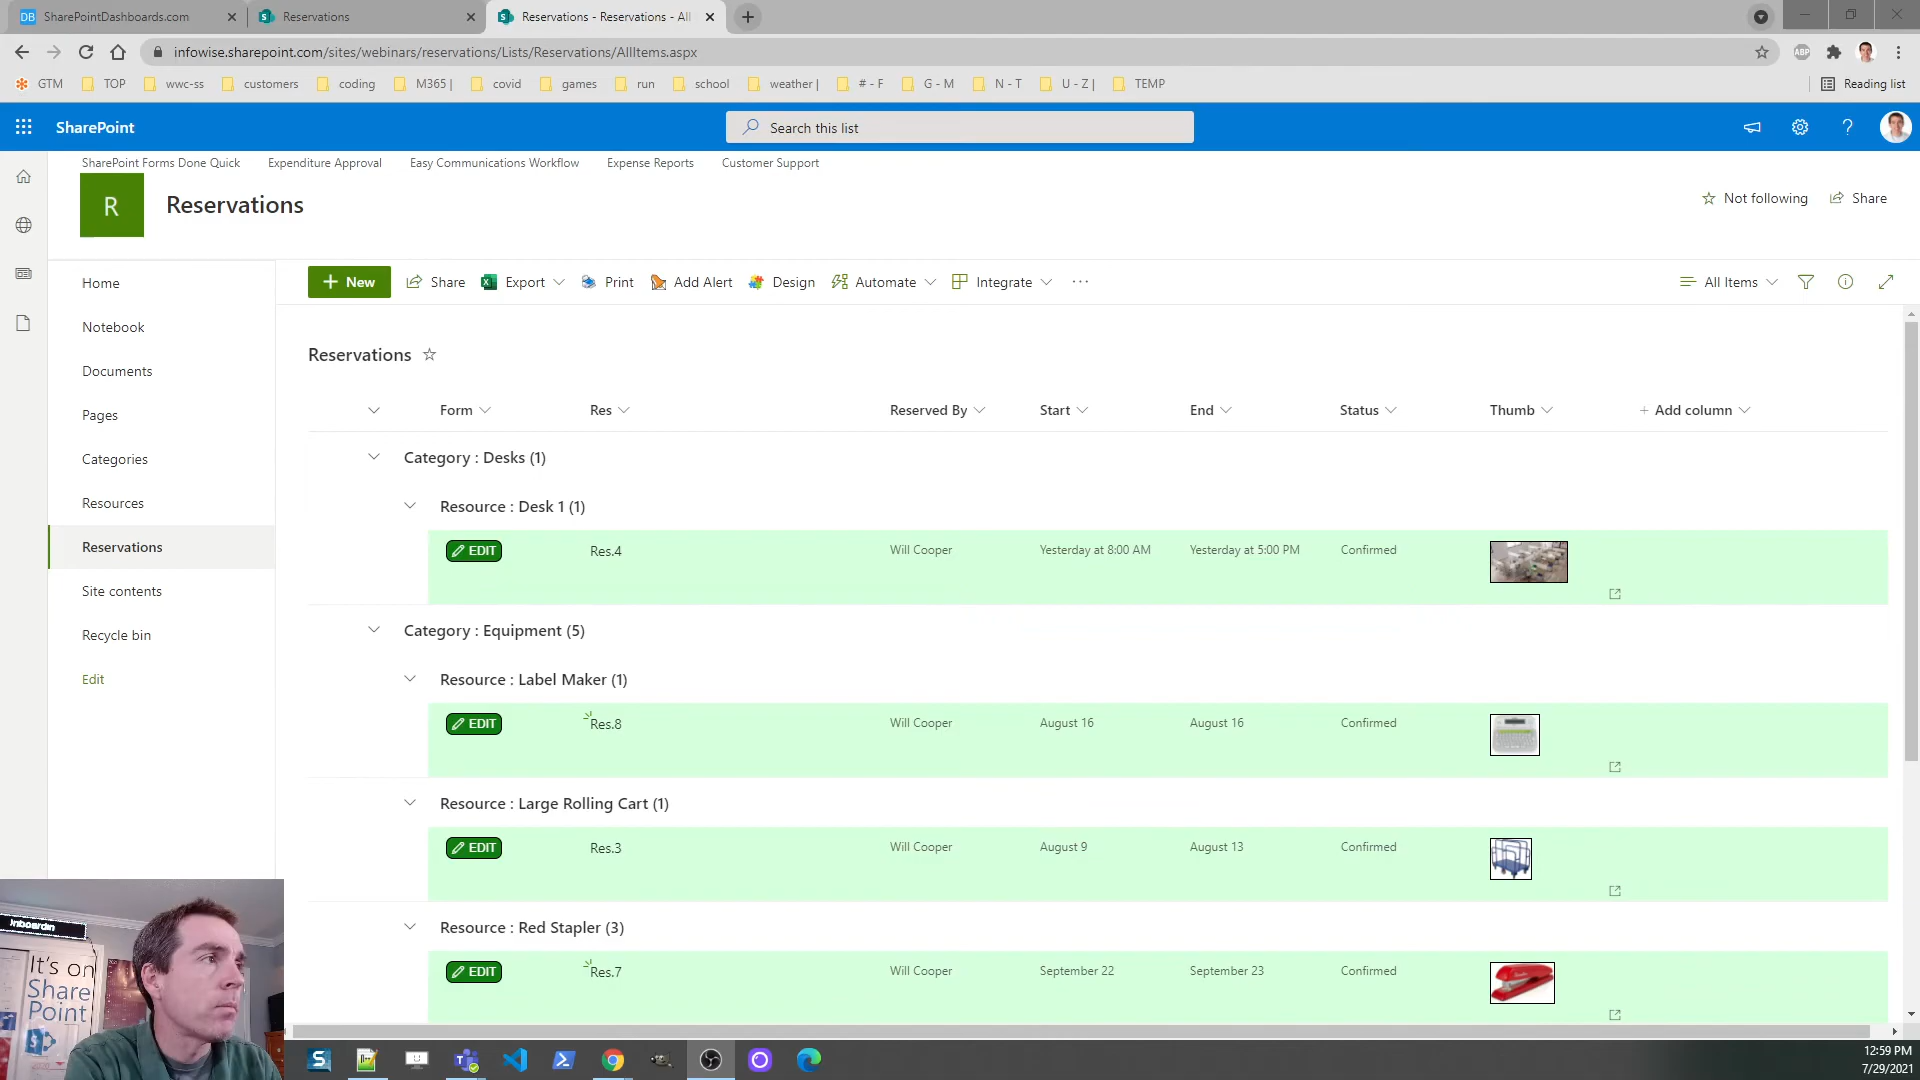 DB SharePointDashboards.com
S Reservations
S Reservations - Reservations - All
infowise.sharepoint.com/sites/webinars/reservations/Lists/Reservations/AllItems.aspx
ABP
GTM TOP wwc-ss customers coding M365 | covid games run school weather | # - F G - M N - T U - Z | TEMP Reading list
SharePoint
Search this list
?
SharePoint Forms Done Quick Expenditure Approval Easy Communications Workflow Expense Reports Customer Support
R
Reservations
Not following Share
Home
Notebook
Documents
Pages
Categories
Resources
Reservations
Site contents
Recycle bin
Edit
+ New Share Export Print Add Alert Design Automate Integrate ... All Items
Reservations
Form Res Reserved By Start End Status Thumb + Add column
Category : Desks (1)
Resource : Desk 1 (1)
EDIT Res.4 Will Cooper Yesterday at 8:00 AM Yesterday at 5:00 PM Confirmed
Category : Equipment (5)
Resource : Label Maker (1)
EDIT Res.8 Will Cooper August 16 August 16 Confirmed
Resource : Large Rolling Cart (1)
EDIT Res.3 Will Cooper August 9 August 13 Confirmed
Resource : Red Stapler (3)
EDIT Res.7 Will Cooper September 22 September 23 Confirmed
It's on
Share
Point
S
12:59 PM
7/29/2021